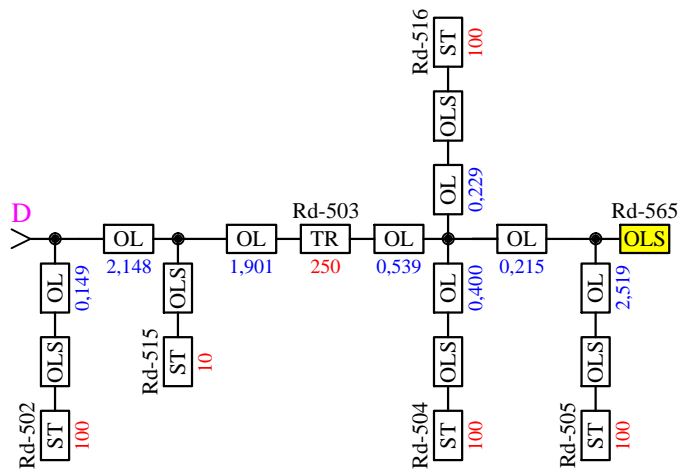 Rd-516
ST
100
OLS
OL
0,229
D
Rd-503
Rd-565
OL
OL
TR
OL
OL
OLS
2,148
1,901
250
0,539
0,215
OL
0,149
OLS
OL
0,400
OL
2,519
OLS
Rd-515
ST
10
OLS
OLS
Rd-502
ST
100
Rd-504
ST
100
Rd-505
ST
100